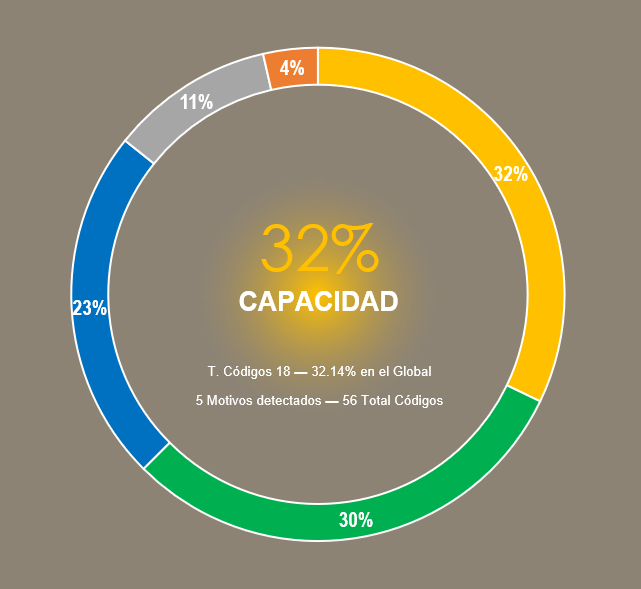 4%
11%
32%
32%
CAPACIDAD
23%
T. Códigos 18 — 32.14% en el Global
5 Motivos detectados — 56 Total Códigos
30%